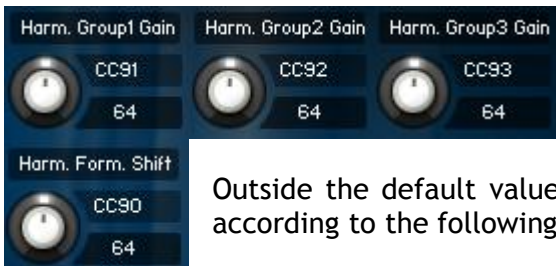 Harm. Group1 Gain Harm. Group2 Gain Harm. Group3 Gain
CC91 CC92 CC93
64 64 64
Harm. Form. Shift
CC90
64
Outside the default value
according to the following